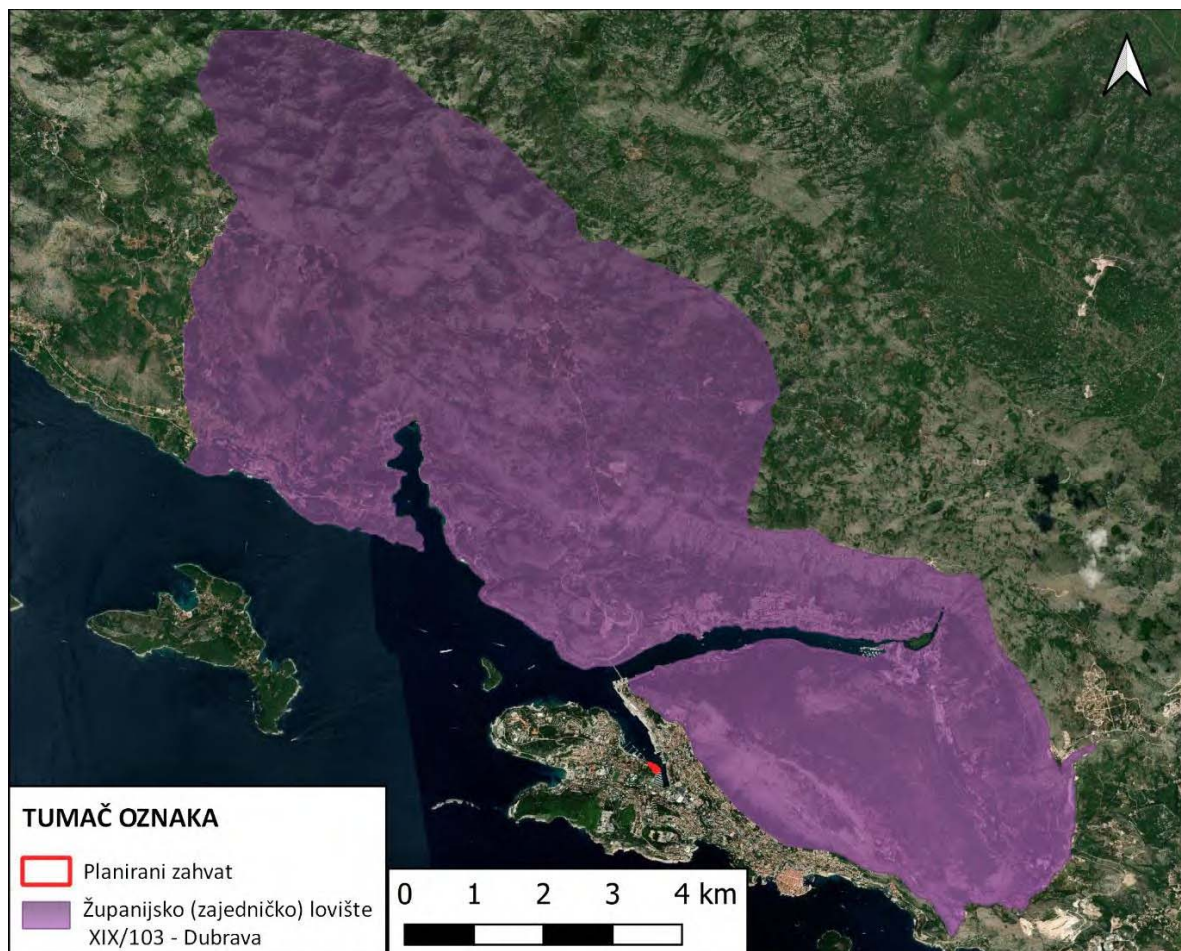 TUMAČ OZNAKA
Planirani zahvat
Županijsko (zajedničko) lovište
XIX/103 - Dubrava
0 1 2 3 4 km